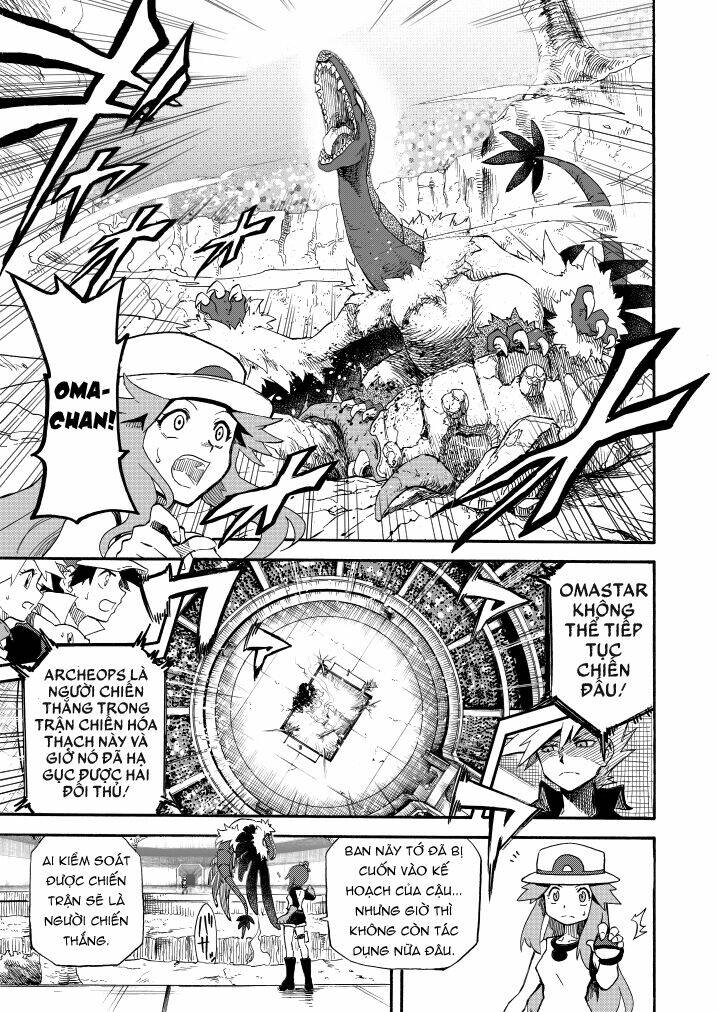 OMA-
CHAN!
OMASTAR
KHÔNG
THỂ TIẾP
TỤC
CHIẾN
ĐẤU!
ARCHEOPS LÀ
NGƯỜI CHIẾN
THẮNG TRONG
TRẬN CHIẾN HÓA
THẠCH NÀY VÀ
GIỜ NÓ ĐÃ HẠ
GỤC ĐƯỢC HAI
ĐỐI THỦ!
BAN NÃY TỚ ĐÃ BỊ
CUỐN VÀO KẾ
HOẠCH CỦA CẬU...
NHƯNG GIỜ THÌ
KHÔNG CÒN TÁC
DỤNG NỮA ĐÂU.
AI KIỂM SOÁT
ĐƯỢC CHIẾN
TRẬN SẼ LÀ
NGƯỜI CHIẾN
THẮNG.